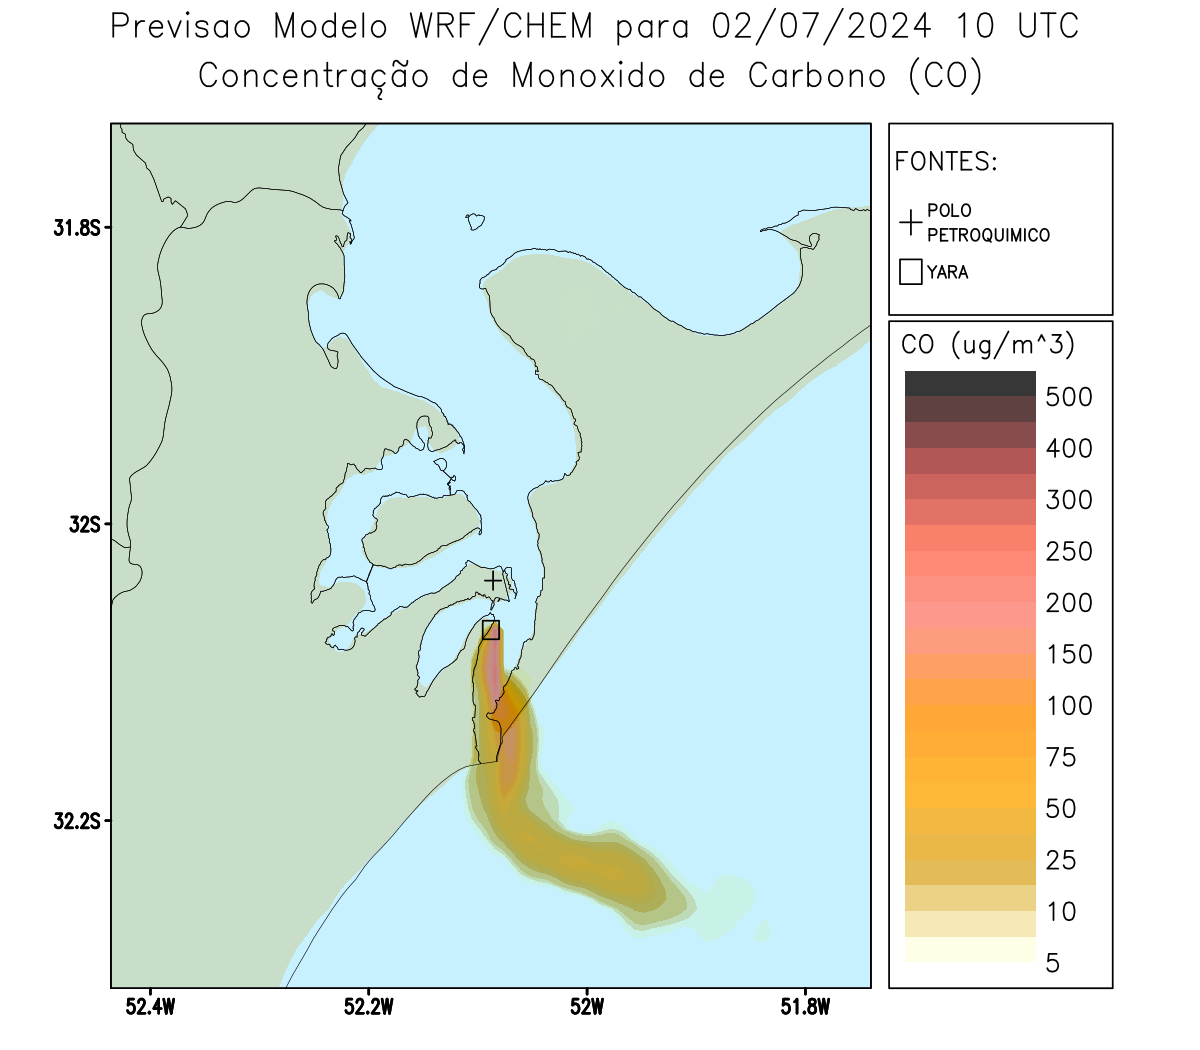 Previsao Modelo WRF/CHEM para 02/07/2024 10 UTC
Concentração de Monoxido de Carbono (CO)
FONTES:
POLO
PETROQUIMICO
YARA
CO (ug/m^3)
500
400
300
250
200
150
100
75
50
25
10
5
31.8S
32S
32.2S
52.4W
52.2W
52W
51.8W